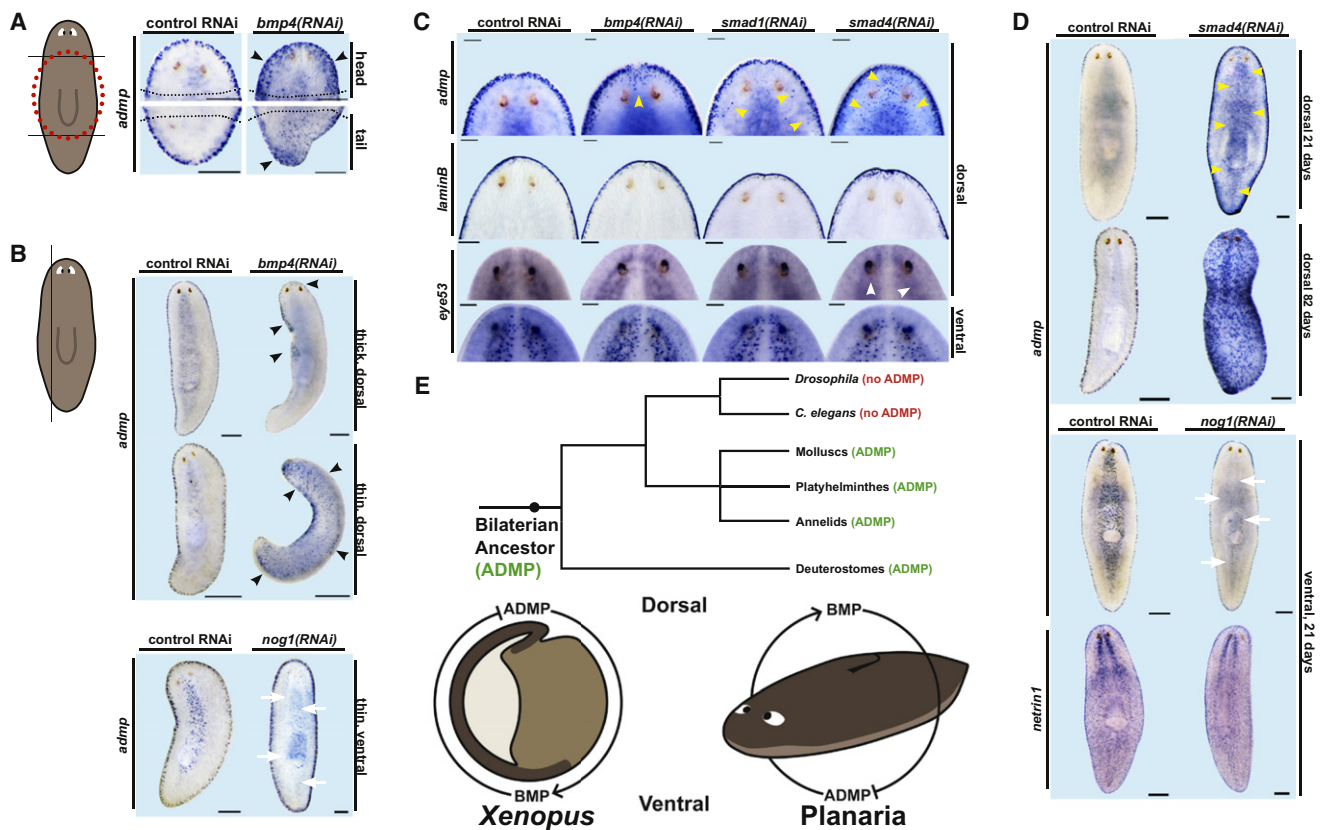 A
control RNAi
bmp4(RNAi)
admp
head
tail
B
control RNAi
bmp4(RNAi)
admp
thick, dorsal
thin, dorsal
control RNAi
nog1(RNAi)
admp
thin, ventral
C
control RNAi
bmp4(RNAi)
smad1(RNAi)
smad4(RNAi)
admp
laminB
eye53
dorsal
ventral
D
control RNAi
smad4(RNAi)
admp
dorsal 21 days
dorsal 82 days
control RNAi
nog1(RNAi)
netrin1
ventral, 21 days
E
Drosophila (no ADMP)
C. elegans (no ADMP)
Molluscs (ADMP)
Platyhelminthes (ADMP)
Annelids (ADMP)
Deuterostomes (ADMP)
Bilaterian
Ancestor
(ADMP)
Dorsal
ADMP
BMP
BMP
ADMP
Ventral
Xenopus
Planaria